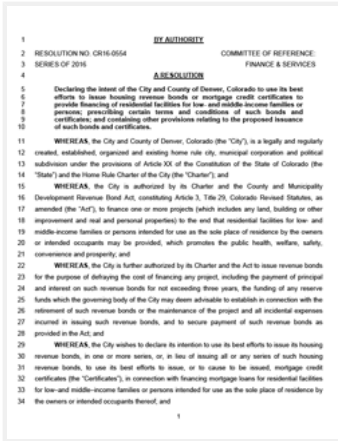 1 BY AUTHORITY
2 RESOLUTION NO. CR16-0554 COMMITTEE OF REFERENCE:
3 SERIES OF 2016 FINANCE & SERVICES
4 A RESOLUTION
5 Declaring the intent of the City and County of Denver, Colorado to use its best
6 efforts to issue housing revenue bonds or mortgage credit certificates to
7 provide financing of residential facilities for low- and middle-income families or
8 persons; prescribing certain terms and conditions of such bonds and
9 certificates; and containing other provisions relating to the proposed issuance
10 of such bonds and certificates.
11 WHEREAS, the City and County of Denver, Colorado (the "City"), is a legally and regularly
12 created, established, organized and existing home rule city, municipal corporation and political
13 subdivision under the provisions of Article XX of the Constitution of the State of Colorado (the
14 "State") and the Home Rule Charter of the City (the "Charter"); and
15 WHEREAS, the City is authorized by its Charter and the County and Municipality
16 Development Revenue Bond Act, constituting Article 3, Title 29, Colorado Revised Statutes, as
17 amended (the "Act"), to finance one or more projects (which includes any land, building or other
18 improvement and real and personal properties) to the end that residential facilities for low- and
19 middle-income families or persons intended for use as the sole place of residence by the owners
20 or intended occupants may be provided, which promote the public health, welfare, safety,
21 convenience and prosperity; and
22 WHEREAS, the City is further authorized by its Charter and the Act to issue revenue bonds
23 for the purpose of defraying the cost of financing any project, including the payment of principal
24 and interest on such revenue bonds for not exceeding three years, the funding of any reserve
25 funds which the governing body of the City may deem advisable to establish in connection with the
26 retirement of such revenue bonds or the maintenance of the project and all incidental expenses
27 incurred in issuing such revenue bonds, and to secure payment of such revenue bonds as
28 provided in the Act; and
29 WHEREAS, the City wishes to declare its intention to use its best efforts to issue its housing
30 revenue bonds, in one or more series, or, in lieu of issuing all or any series of such housing
31 revenue bonds, to use its best efforts to issue, or to cause to be issued, mortgage credit
32 certificates (the "Certificates"), in connection with financing mortgage loans for residential facilities
33 for low-and middle-income families or persons intended for use as the sole place of residence by
34 the owners or intended occupants thereof; and
1